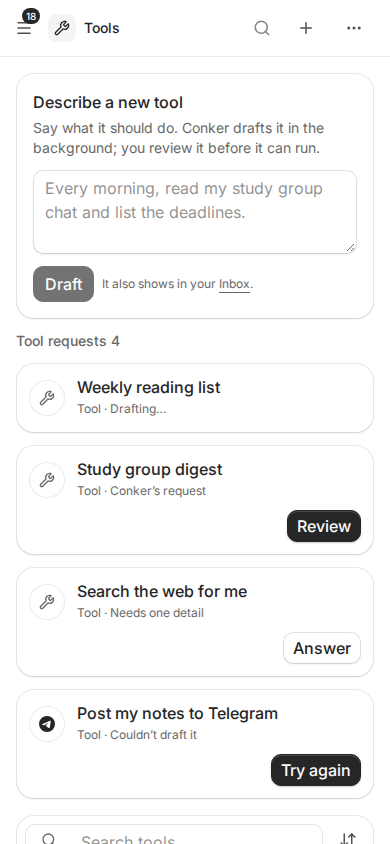 18
Tools
Describe a new tool
Say what it should do. Conker drafts it in the
background; you review it before it can run.
Every morning, read my study group
chat and list the deadlines.
Draft
It also shows in your Inbox.
Tool requests 4
Weekly reading list
Tool · Drafting...
Study group digest
Tool · Conker’s request
Review
Search the web for me
Tool · Needs one detail
Answer
Post my notes to Telegram
Tool · Couldn’t draft it
Try again
Search tools